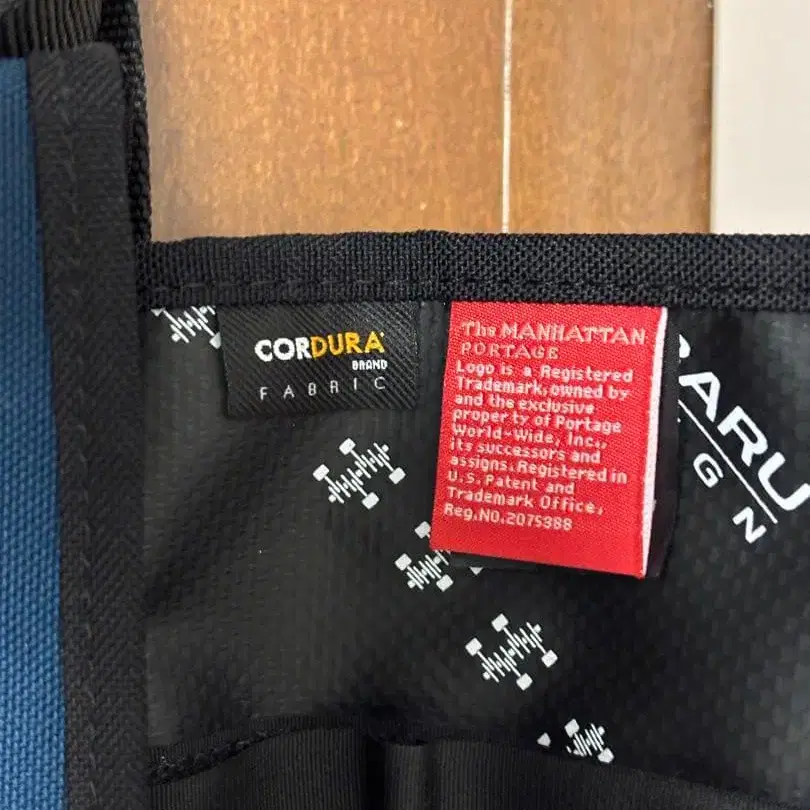 CORDURA
BRAND
FABRIC
The MANHATTAN
PORTAGE
Logo is a Registered
Trademark, owned by
and the exclusive
property of Portage
World-Wide, Inc.,
its successors and
assigns. Registered in
U.S. Patent and
Trademark Office,
Reg.NO.2075388
ARU
G N